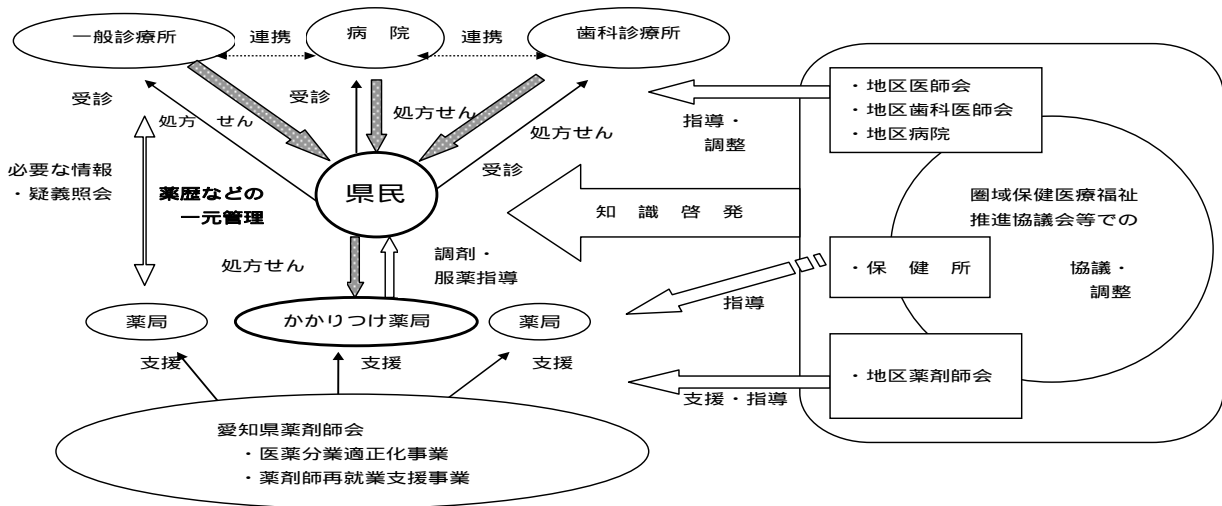 一般診療所
連携
病　院
連携
歯科診療所
受診
受診
処方せん
処方　せん
処方せん
受診
・地区医師会
・地区歯科医師会
・地区病院
指導・
調整
必要な情報
・疑義照会
薬歴などの
一元管理
県民
知　識　啓　発
圏域保健医療福祉
推進協議会等での
協議・
調整
処方せん
調剤・
服薬指導
・保　健　所
指導
薬局
かかりつけ薬局
薬局
支援
支援
支援
・地区薬剤師会
支援・指導
愛知県薬剤師会
・医薬分業適正化事業
・薬剤師再就業支援事業